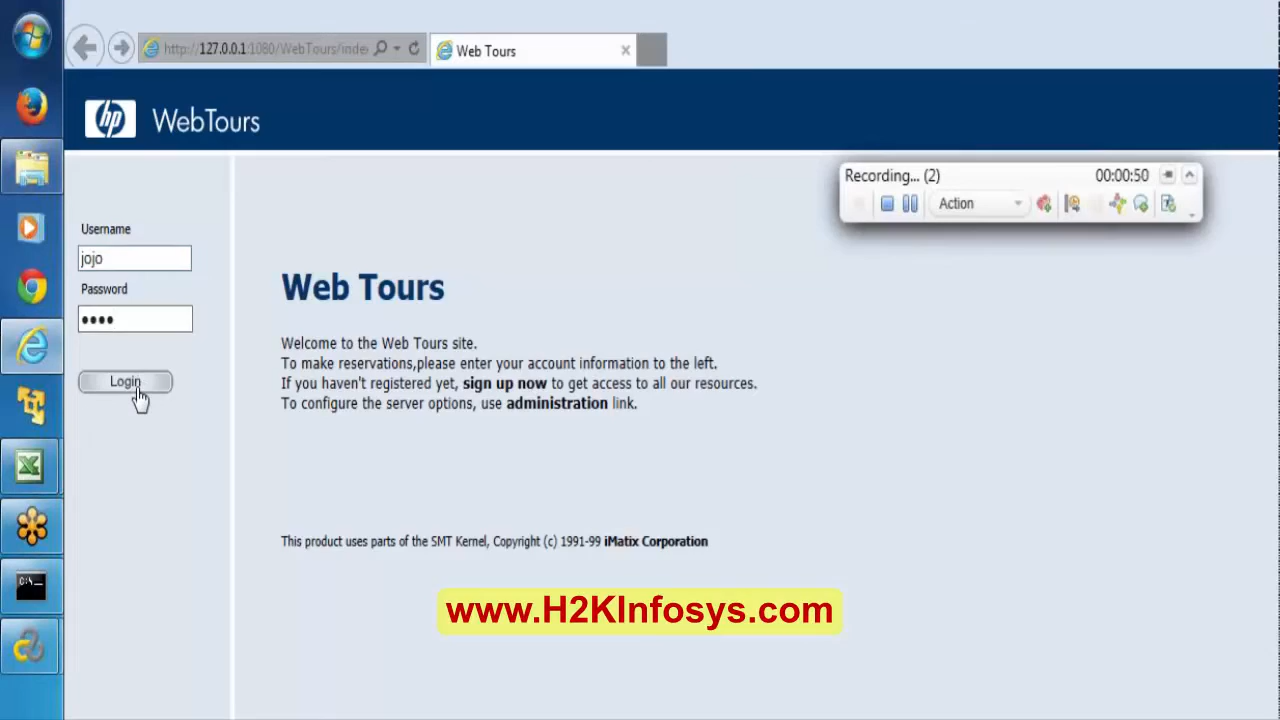 http://127.0.0.1:1080/WebTours/inde
Web Tours
hp
WebTours
Recording... (2)
00:00:50
Action
Username
jojo
Password
Login
Web Tours
Welcome to the Web Tours site.
To make reservations,please enter your account information to the left.
If you haven't registered yet, sign up now to get access to all our resources.
To configure the server options, use administration link.
This product uses parts of the SMT Kernel, Copyright (c) 1991-99 iMatix Corporation
www.H2KInfosys.com
C:\